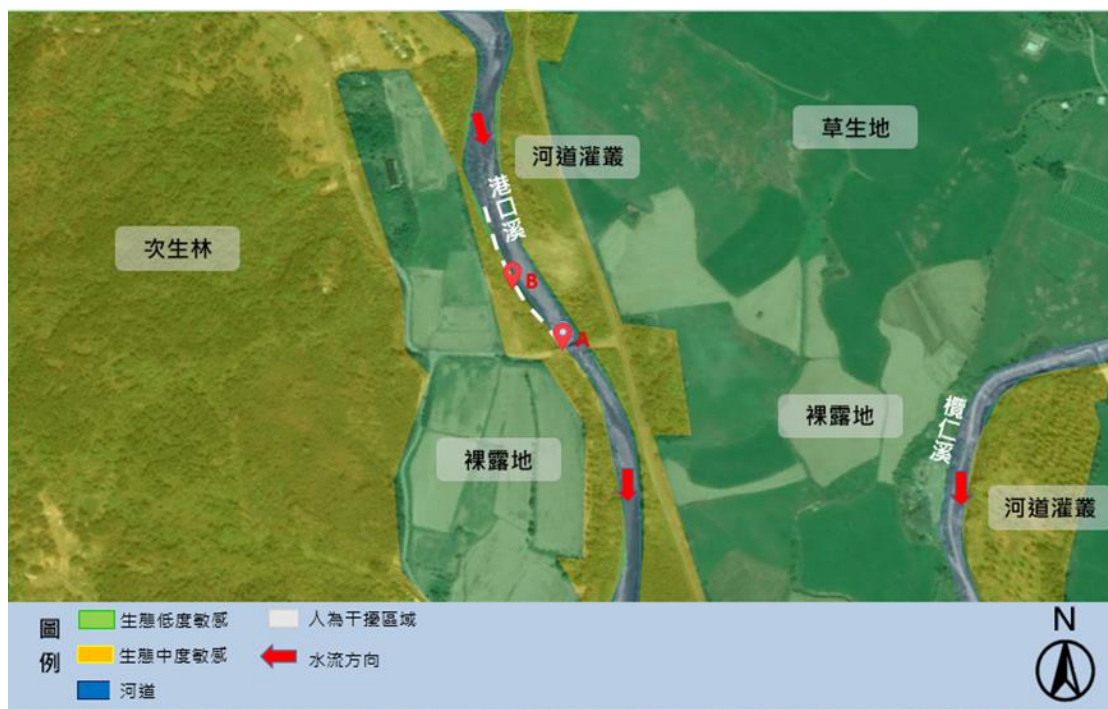 草生地
河道灌叢
港口溪
次生林
B
A
裸露地
欖仁溪
裸露地
河道灌叢
圖例
生態低度敏感
人為干擾區域
生態中度敏感
水流方向
河道
N